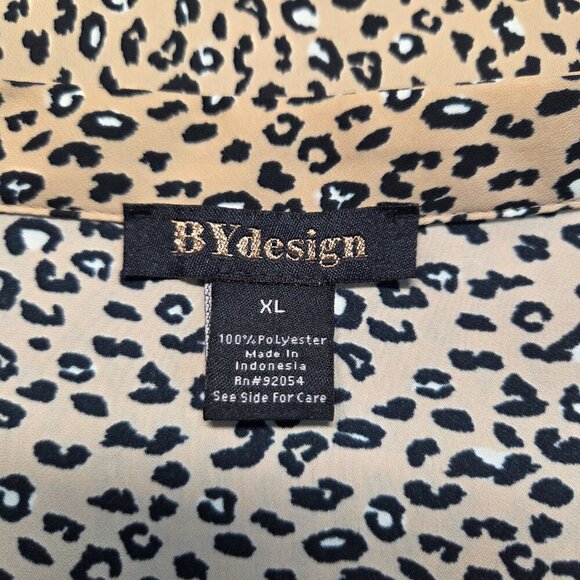 BYdesign
XL
100% Polyester
Made In
Indonesia
Rn#92054
See Side For Care